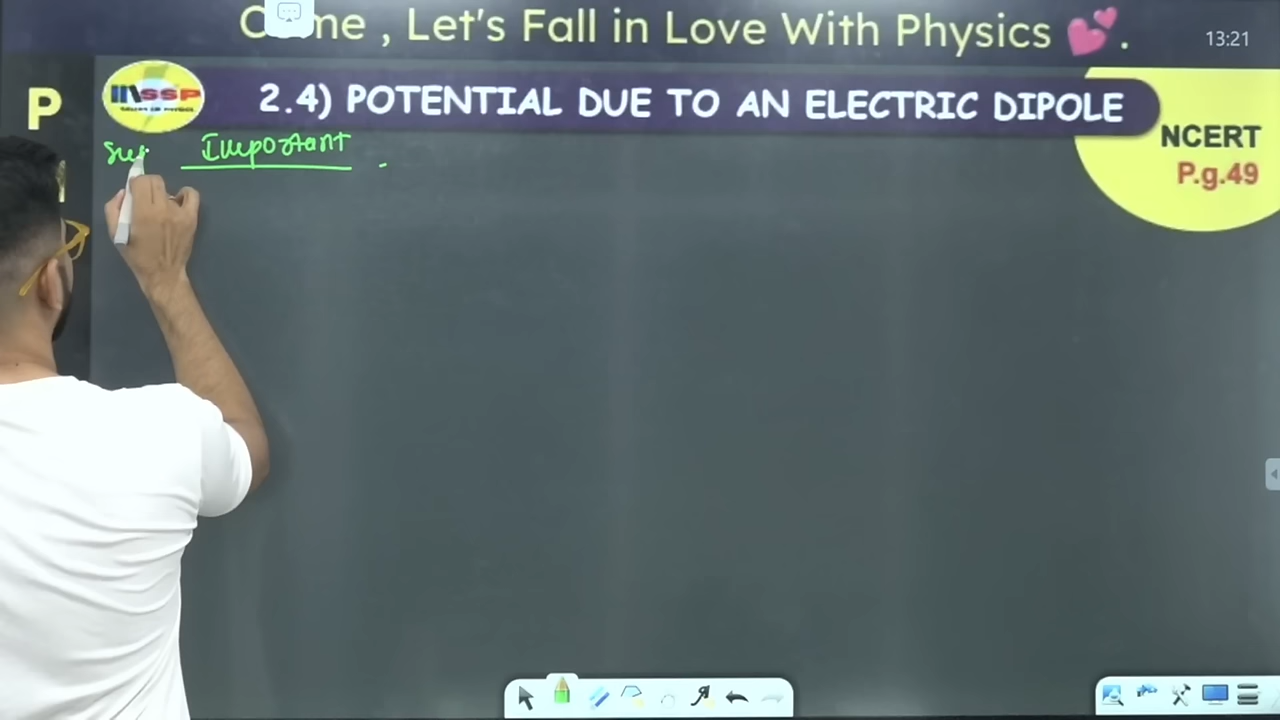 Let's Fall in Love With Physics 💕.
13:21
P
SSP
2.4) POTENTIAL DUE TO AN ELECTRIC DIPOLE
NCERT
P.g.49
Important .